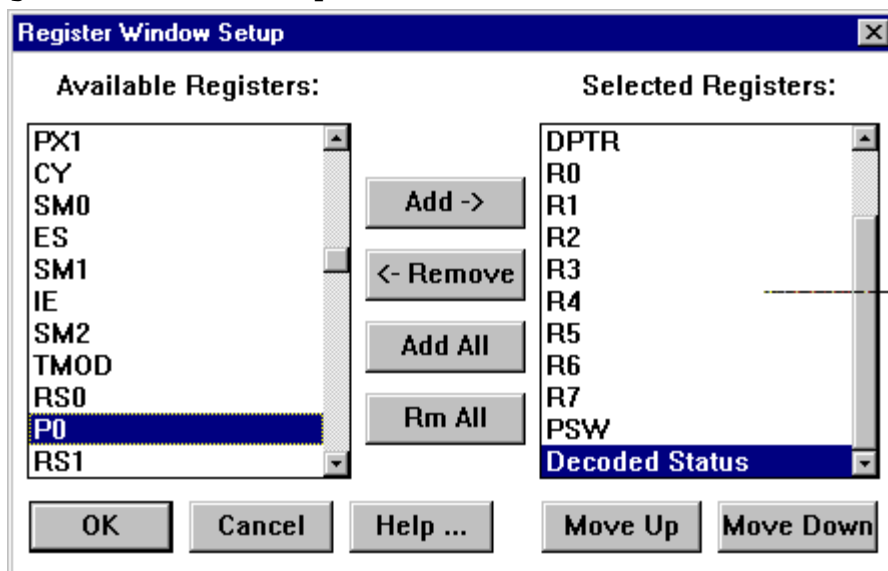 Register Window Setup
Available Registers:
PX1
CY
SM0
ES
SM1
IE
SM2
TMOD
RS0
P0
RS1
Add ->
<- Remove
Add All
Rm All
Selected Registers:
DPTR
R0
R1
R2
R3
R4
R5
R6
R7
PSW
Decoded Status
OK
Cancel
Help ...
Move Up
Move Down